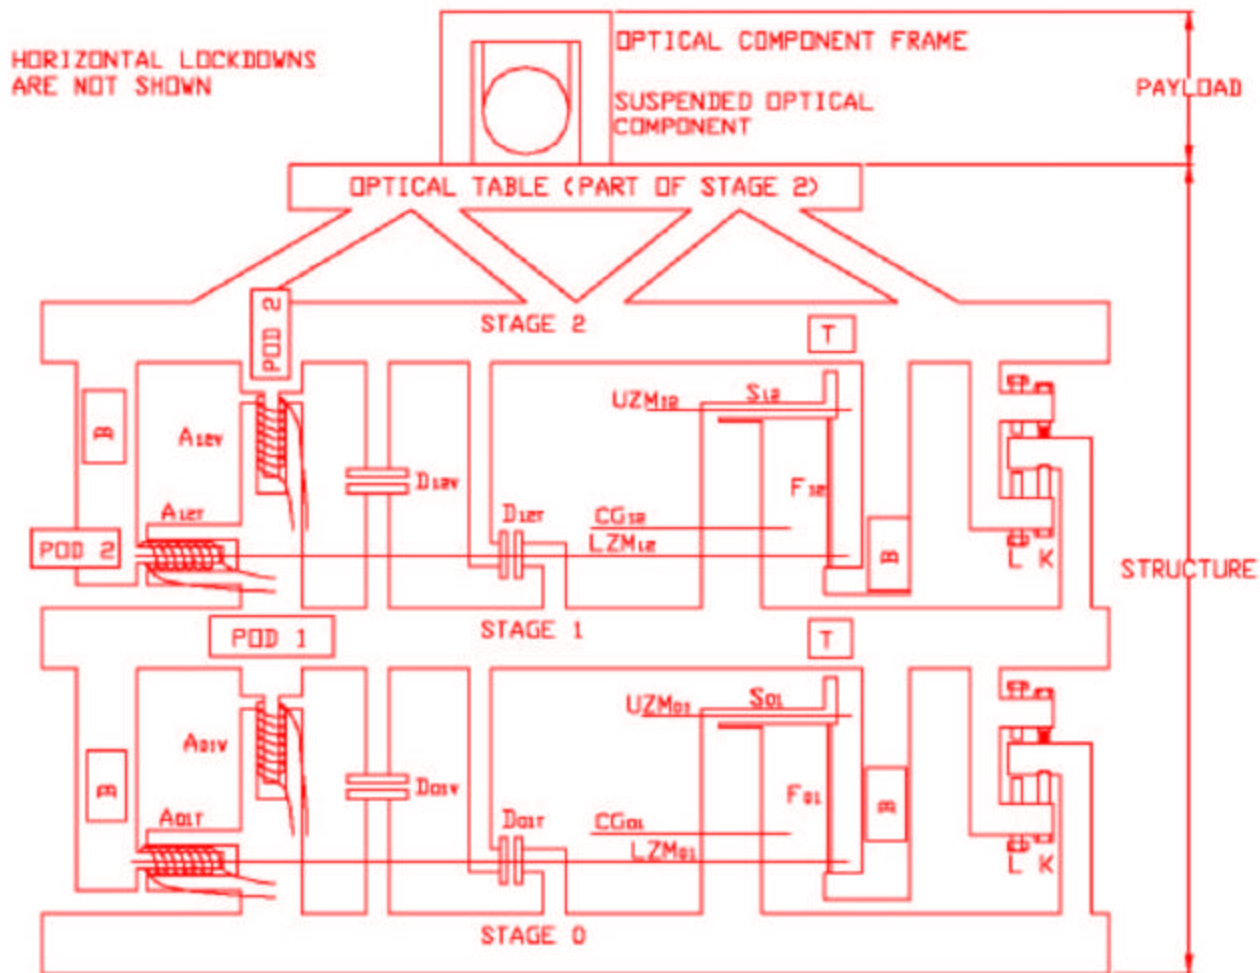 HORIZONTAL LOCKDOWNS
ARE NOT SHOWN
OPTICAL COMPONENT FRAME
SUSPENDED OPTICAL
COMPONENT
PAYLOAD
OPTICAL TABLE (PART OF STAGE 2)
POD 2
STAGE 2
T
UZM12
S12
B
A12V
D12V
F12
A12T
D12T
CG12
LZM12
POD 2
B
L K
STRUCTURE
POD 1
STAGE 1
T
UZM01
S01
A01V
B
D01V
F01
B
A01T
D01T
CG01
LZM01
L K
STAGE 0